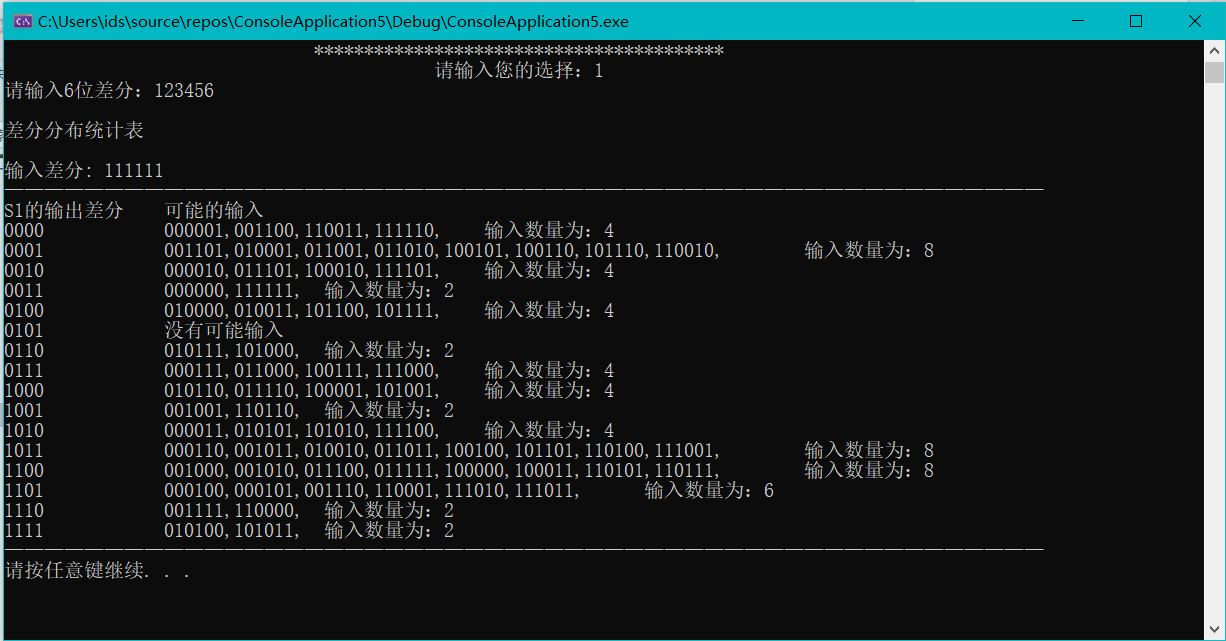 C:\Users\ids\source\repos\ConsoleApplication5\Debug\ConsoleApplication5.exe
*****************************************
请输入您的选择：1
请输入6位差分：123456
差分分布统计表
输入差分: 111111
————————————————————————————————————————————————————
S1的输出差分 可能的输入
0000 000001,001100,110011,111110, 输入数量为：4
0001 001101,010001,011001,011010,100101,100110,101110,110010, 输入数量为：8
0010 000010,011101,100010,111101, 输入数量为：4
0011 000000,111111, 输入数量为：2
0100 010000,010011,101100,101111, 输入数量为：4
0101 没有可能输入
0110 010111,101000, 输入数量为：2
0111 000111,011000,100111,111000, 输入数量为：4
1000 010110,011110,100001,101001, 输入数量为：4
1001 001001,110110, 输入数量为：2
1010 000011,010101,101010,111100, 输入数量为：4
1011 000110,001011,010010,011011,100100,101101,110100,111001, 输入数量为：8
1100 001000,001010,011100,011111,100000,100011,110101,110111, 输入数量为：8
1101 000100,000101,001110,110001,111010,111011, 输入数量为：6
1110 001111,110000, 输入数量为：2
1111 010100,101011, 输入数量为：2
————————————————————————————————————————————————————
请按任意键继续. . .